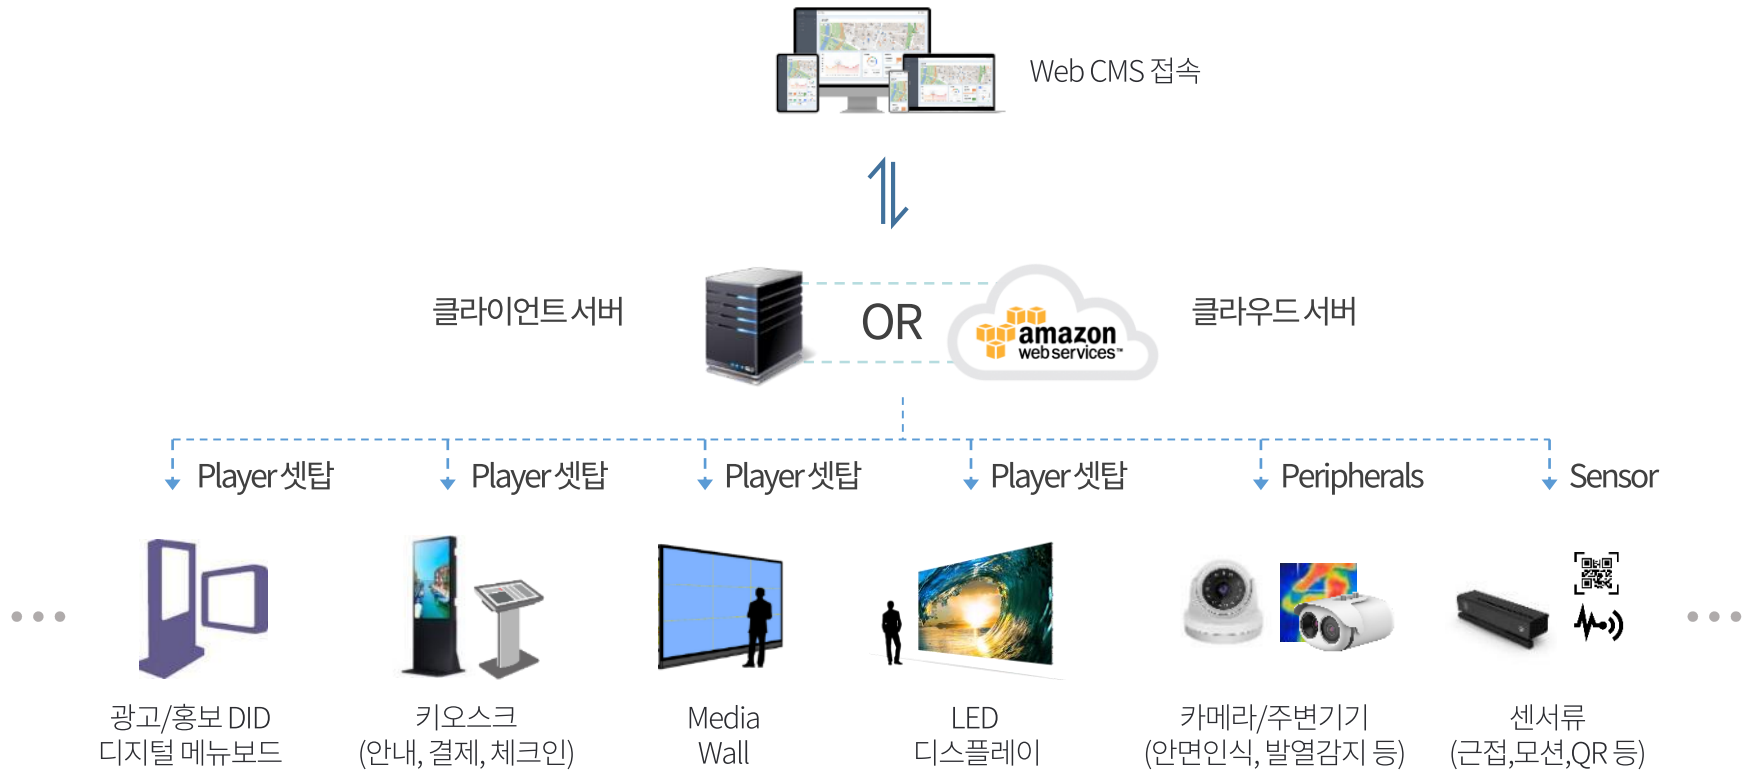 Web CMS 접속
클라이언트 서버
OR
amazon
web services™
클라우드 서버
Player 셋탑
Player 셋탑
Player 셋탑
Player 셋탑
Peripherals
Sensor
광고/홍보 DID
디지털 메뉴보드
키오스크
(안내, 결제, 체크인)
Media
Wall
LED
디스플레이
카메라/주변기기
(안면인식, 발열감지 등)
센서류
(근접,모션,QR 등)